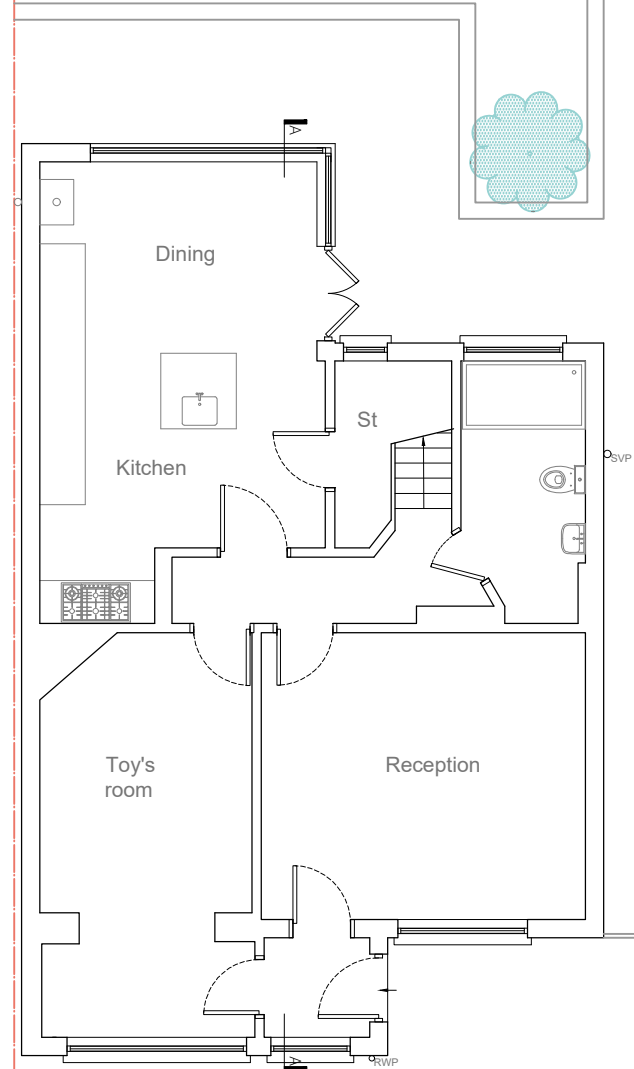 A
Dining
St
Kitchen
SVP
Toy's
room
Reception
A
RWP